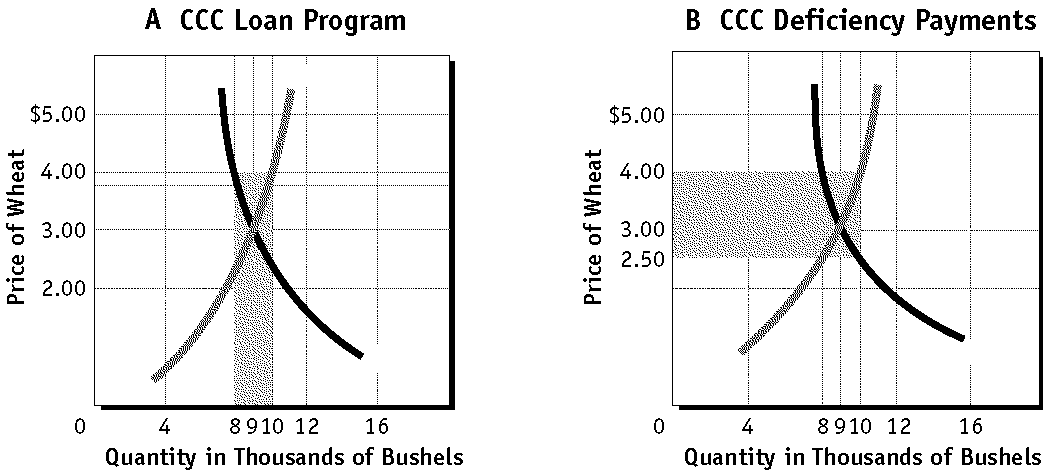 A CCC Loan Program
Price of Wheat
$5.00
4.00
3.00
2.00
0
4
8 9 10 12
16
Quantity in Thousands of Bushels
B CCC Deficiency Payments
Price of Wheat
$5.00
4.00
3.00
2.50
0
4
8 9 10 12
16
Quantity in Thousands of Bushels